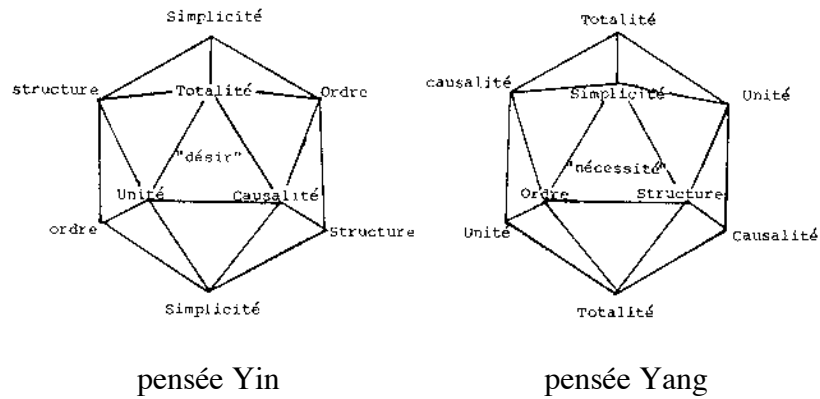 Simplicité
structure
Totalité
Ordre
"désir"
Unité
Causalité
ordre
Structure
Simplicité
pensée Yin
Totalité
causalité
Simplicité
Unité
"nécessité"
Ordre
Structure
Unité
Causalité
Totalité
pensée Yang